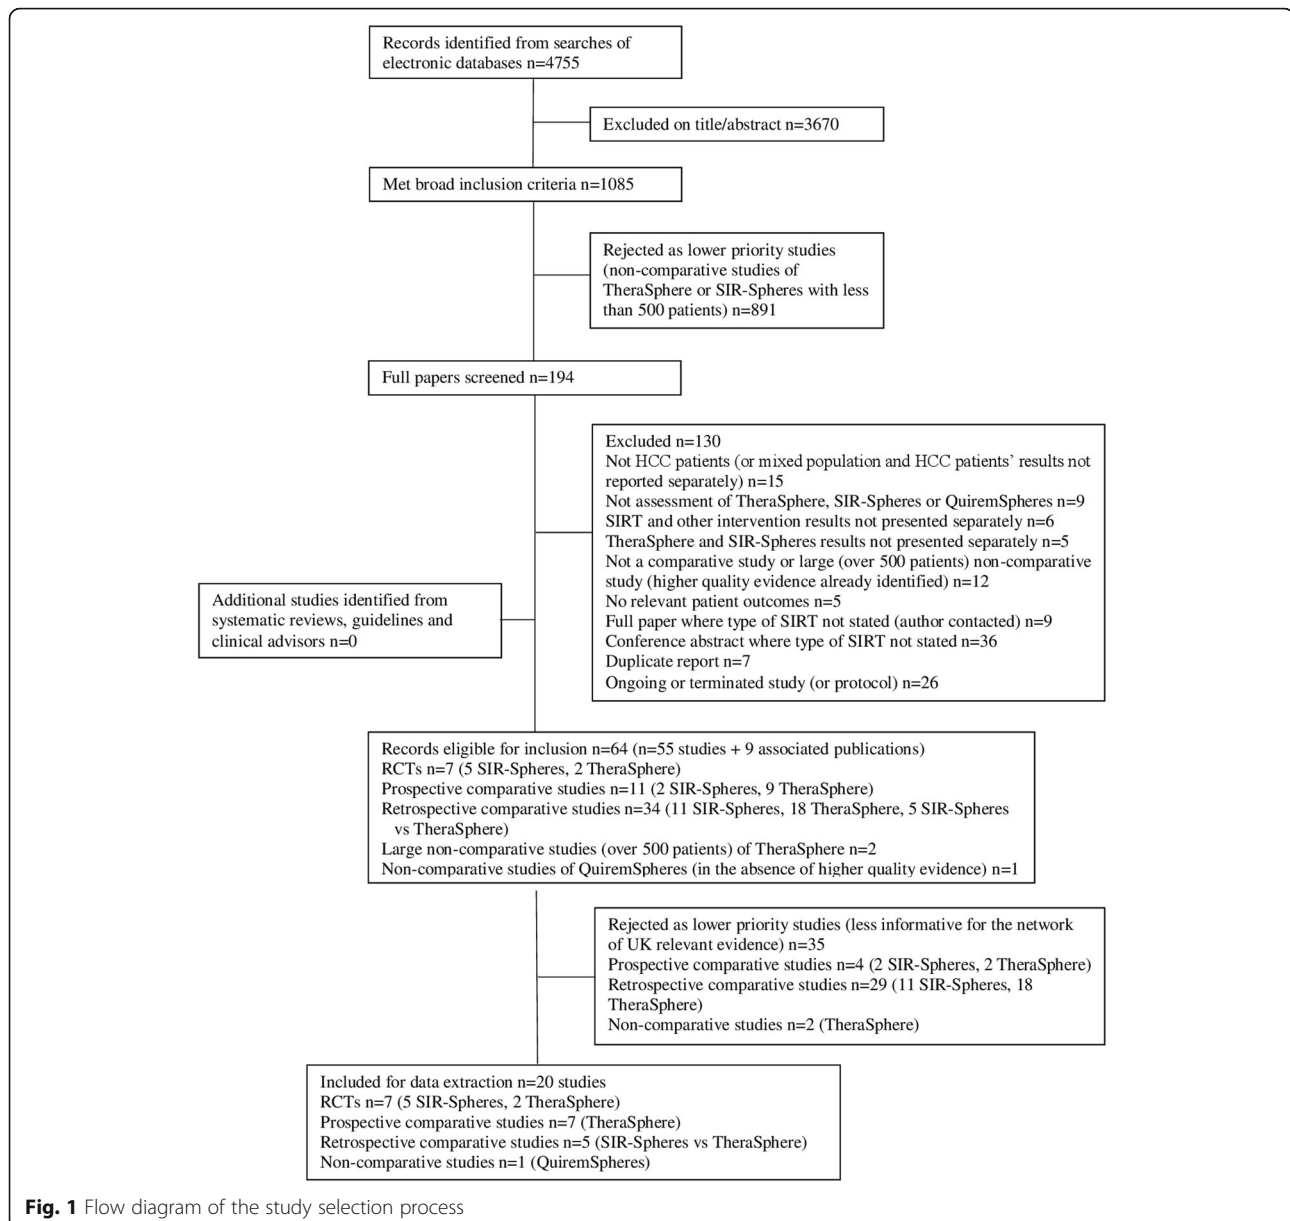 Records identified from searches of
electronic databases n=4755
Excluded on title/abstract n=3670
Met broad inclusion criteria n=1085
Rejected as lower priority studies
(non-comparative studies of
TheraSphere or SIR-Spheres with less
than 500 patients) n=891
Full papers screened n=194
Excluded n=130
Not HCC patients (or mixed population and HCC patients' results not
reported separately) n=15
Not assessment of TheraSphere, SIR-Spheres or QuiremSpheres n=9
SIRT and other intervention results not presented separately n=6
TheraSphere and SIR-Spheres results not presented separately n=5
Not a comparative study or large (over 500 patients) non-comparative
study (higher quality evidence already identified) n=12
No relevant patient outcomes n=5
Full paper where type of SIRT not stated (author contacted) n=9
Conference abstract where type of SIRT not stated n=36
Duplicate report n=7
Ongoing or terminated study (or protocol) n=26
Additional studies identified from
systematic reviews, guidelines and
clinical advisors n=0
Records eligible for inclusion n=64 (n=55 studies + 9 associated publications)
RCTs n=7 (5 SIR-Spheres, 2 TheraSphere)
Prospective comparative studies n=11 (2 SIR-Spheres, 9 TheraSphere)
Retrospective comparative studies n=34 (11 SIR-Spheres, 18 TheraSphere, 5 SIR-Spheres
vs TheraSphere)
Large non-comparative studies (over 500 patients) of TheraSphere n=2
Non-comparative studies of QuiremSpheres (in the absence of higher quality evidence) n=1
Rejected as lower priority studies (less informative for the network
of UK relevant evidence) n=35
Prospective comparative studies n=4 (2 SIR-Spheres, 2 TheraSphere)
Retrospective comparative studies n=29 (11 SIR-Spheres, 18
TheraSphere)
Non-comparative studies n=2 (TheraSphere)
Included for data extraction n=20 studies
RCTs n=7 (5 SIR-Spheres, 2 TheraSphere)
Prospective comparative studies n=7 (TheraSphere)
Retrospective comparative studies n=5 (SIR-Spheres vs TheraSphere)
Non-comparative studies n=1 (QuiremSpheres)
Fig. 1 Flow diagram of the study selection process